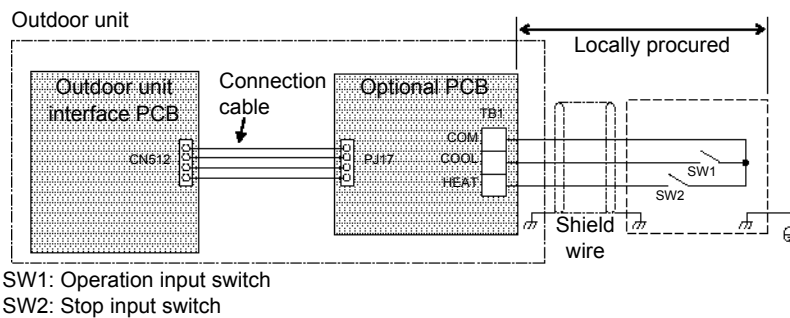 Outdoor unit
Locally procured
Outdoor unit
interface PCB
Connection
cable
Optional PCB
TB1
COM
CN512
PJ17
COOL
SW1
HEAT
SW2
Shield
wire
SW1: Operation input switch
SW2: Stop input switch